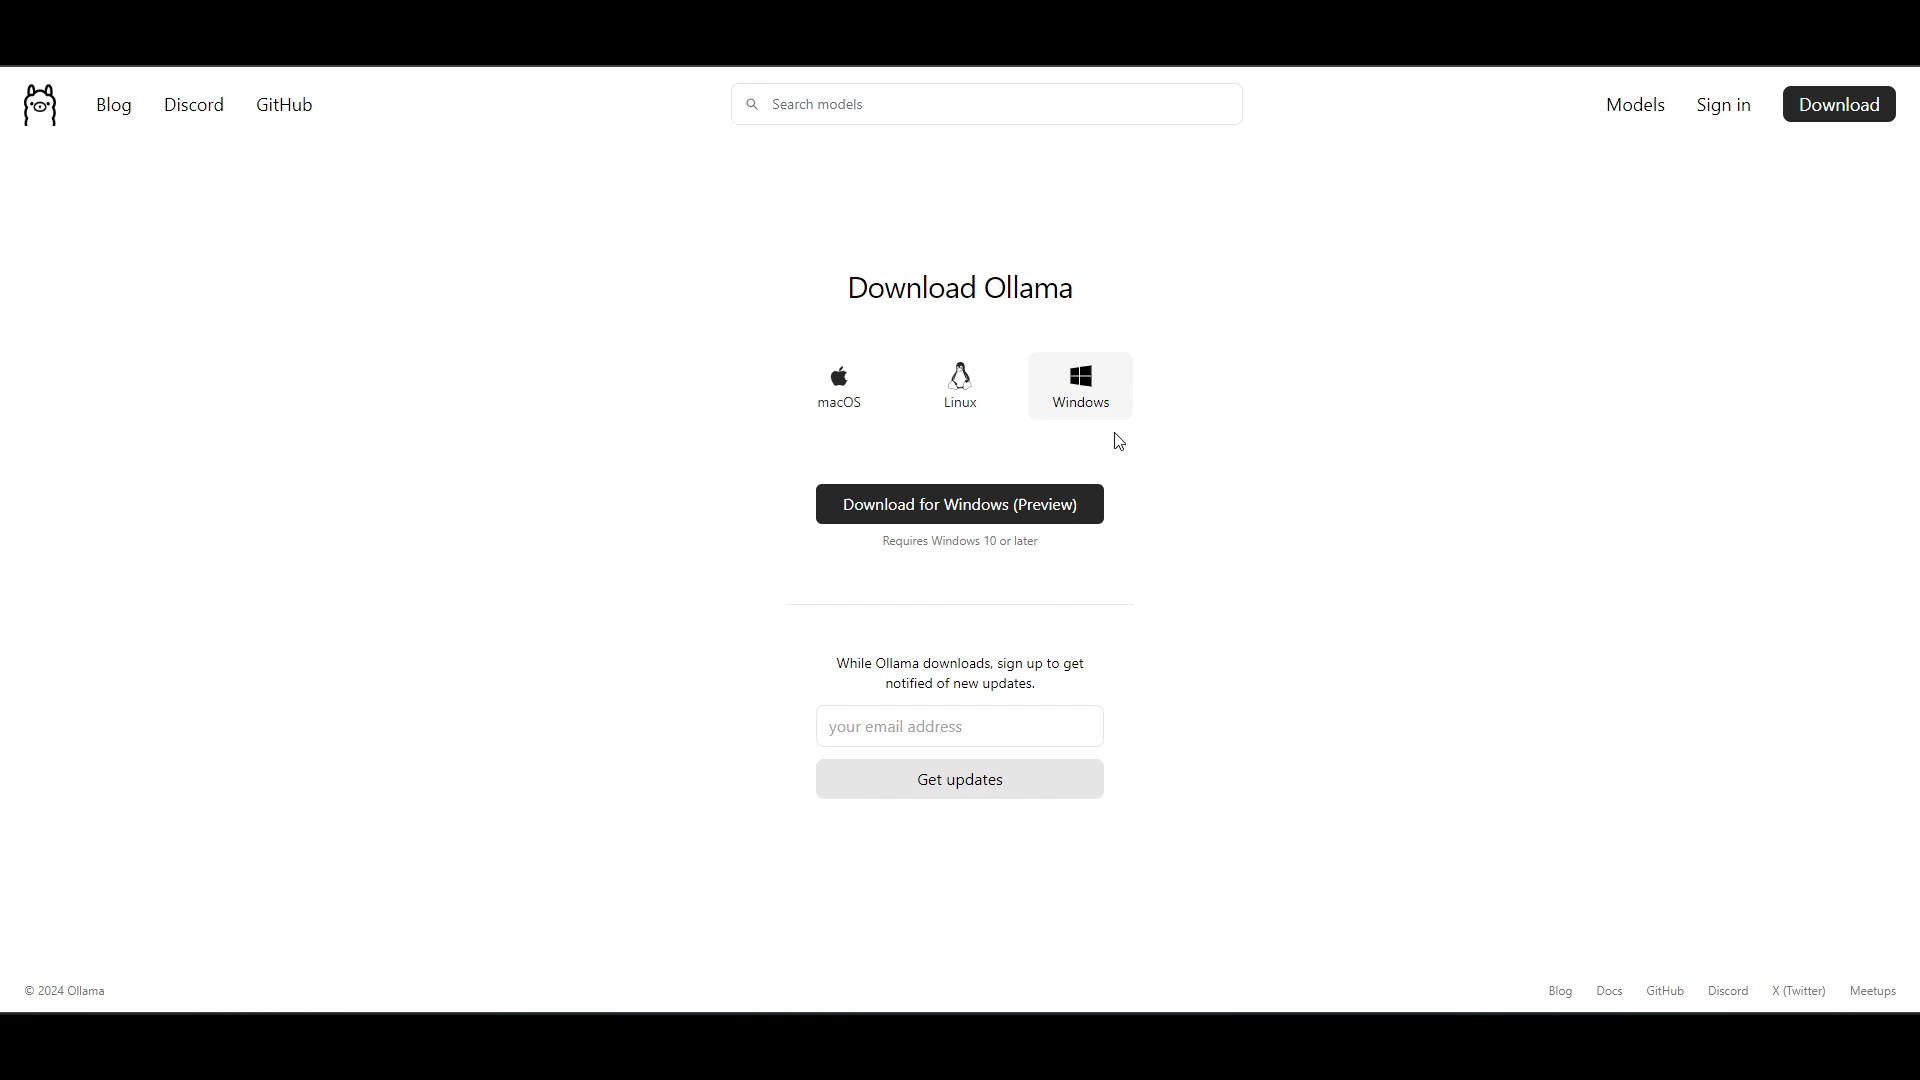 Blog Discord GitHub Search models Models Sign in Download
Download Ollama
macOS Linux Windows
Download for Windows (Preview)
Requires Windows 10 or later
While Ollama downloads, sign up to get
notified of new updates.
your email address
Get updates
© 2024 Ollama Blog Docs GitHub Discord X (Twitter) Meetups